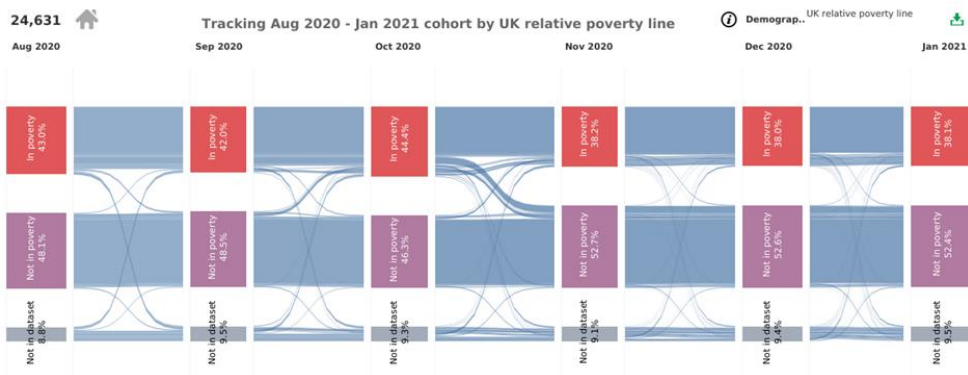 24,631
Tracking Aug 2020 - Jan 2021 cohort by UK relative poverty line
Demograp..
UK relative poverty line
Aug 2020
Sep 2020
Oct 2020
Nov 2020
Dec 2020
Jan 2021
In poverty
43.0%
In poverty
42.0%
In poverty
44.4%
In poverty
38.2%
In poverty
38.0%
In poverty
38.1%
Not in poverty
48.1%
Not in poverty
48.5%
Not in poverty
46.3%
Not in poverty
52.7%
Not in poverty
52.6%
Not in poverty
52.4%
Not in dataset
8.8%
Not in dataset
9.5%
Not in dataset
9.3%
Not in dataset
9.1%
Not in dataset
9.4%
Not in dataset
9.5%